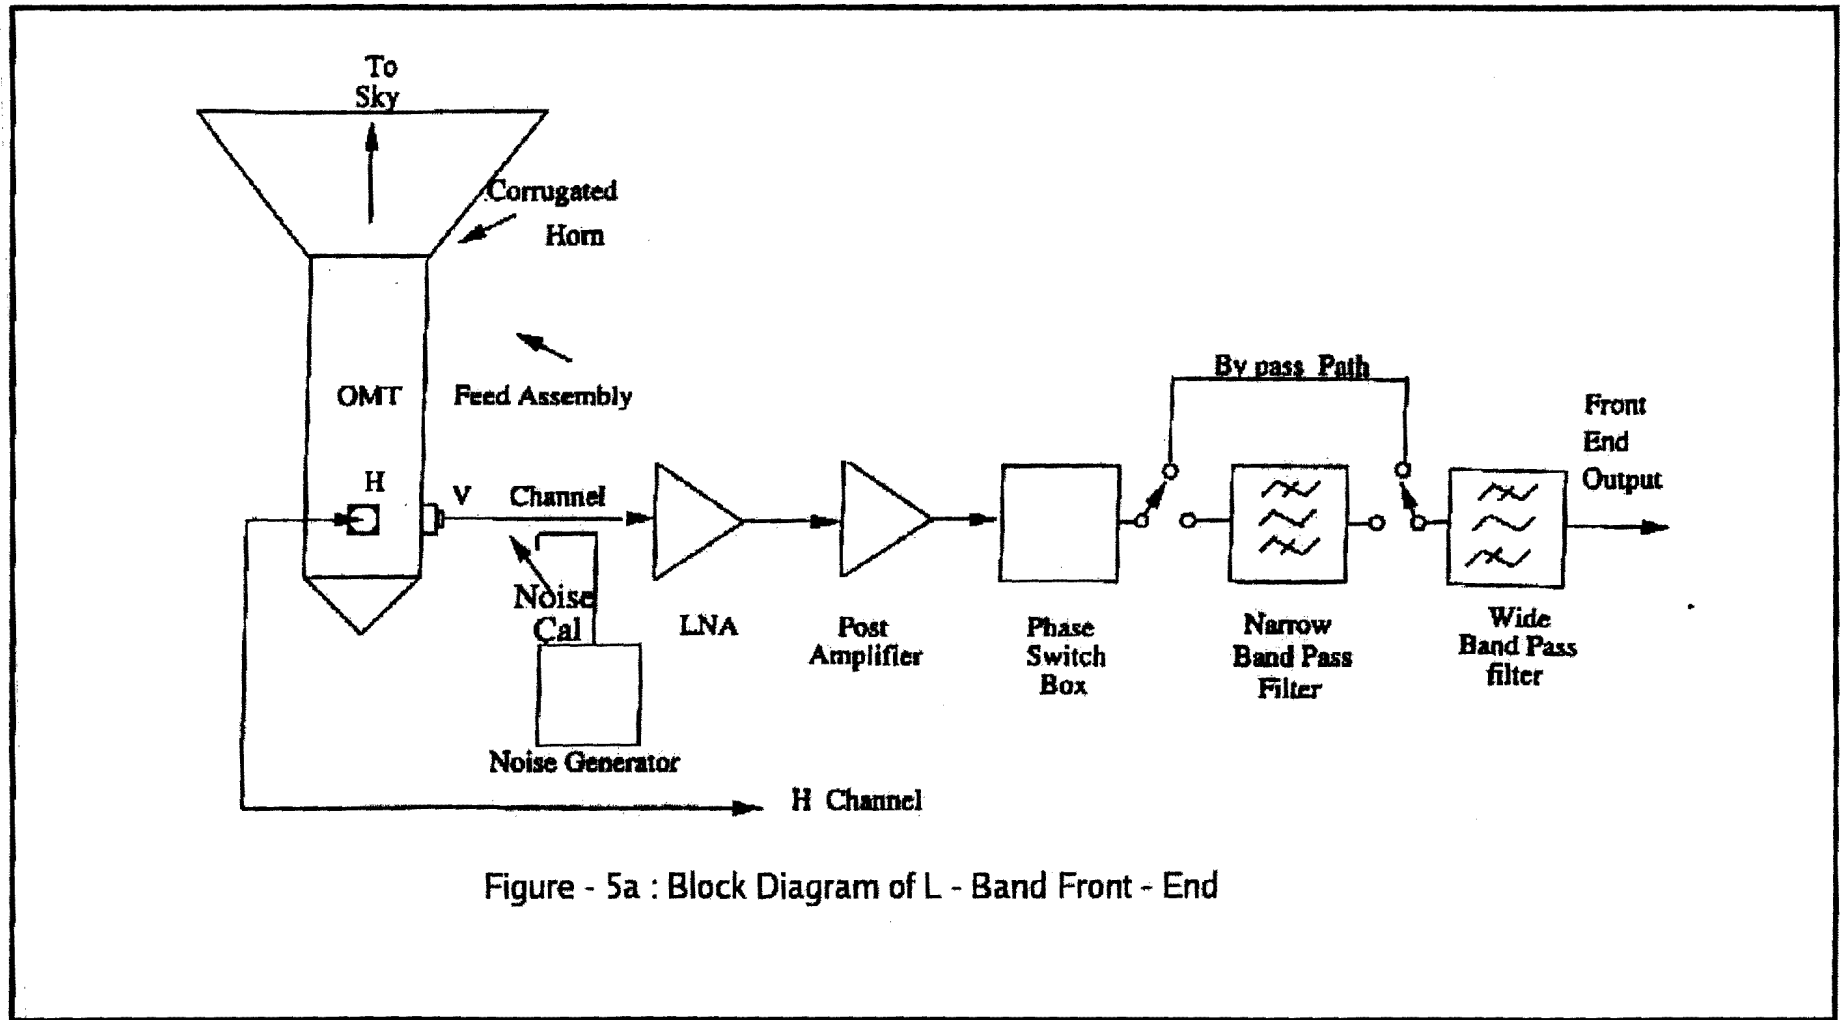 To
Sky
Corrugated
Horn
OMT
Feed Assembly
H
V Channel
Noise
Cal
Noise Generator
LNA
Post
Amplifier
Phase
Switch
Box
By pass Path
Narrow
Band Pass
Filter
Wide
Band Pass
filter
Front
End
Output
H Channel
Figure - 5a : Block Diagram of L - Band Front - End